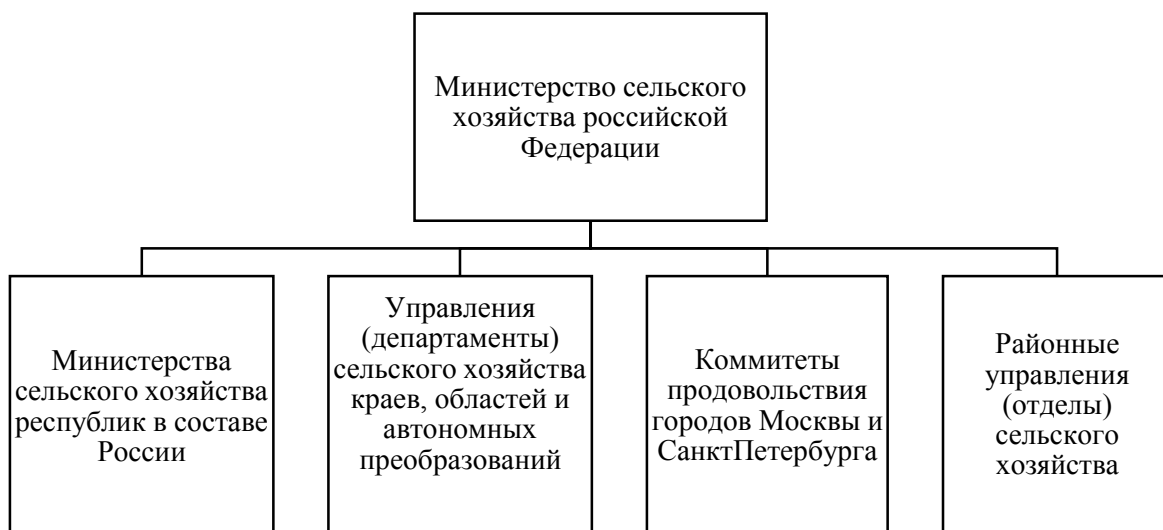 Министерство сельского
хозяйства российской
Федерации
Министерства
сельского хозяйства
республик в составе
России
Управления
(департаменты)
сельского хозяйства
краев, областей и
автономных
преобразований
Коммитеты
продовольствия
городов Москвы и
СанктПетербурга
Районные
управления
(отделы)
сельского
хозяйства